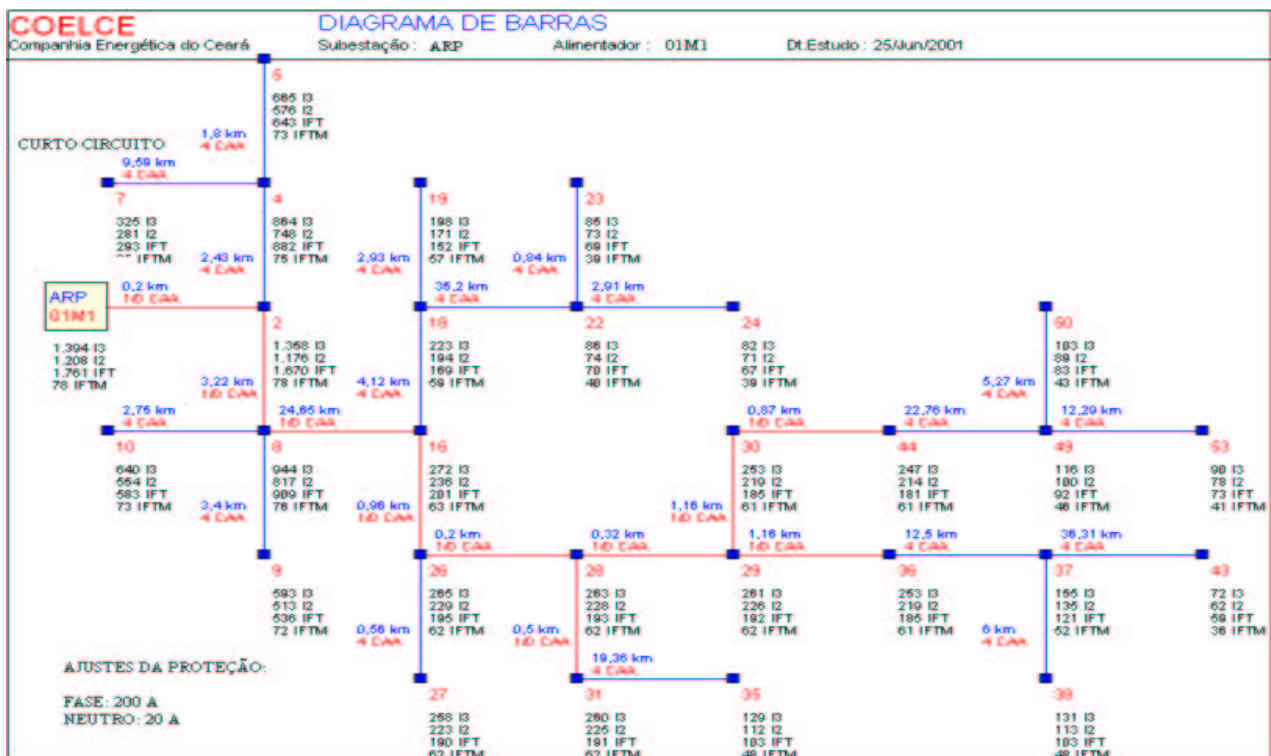 COELCE
DIAGRAMA DE BARRAS
Companhia Energética do Ceará
Subestação : ARP
Alimentador : 01M1
Dt.Estudo : 25/Jun/2001
5
665 I3
576 I2
643 IFT
73 IFTM
1,8 km
4 CAA
CURTO CIRCUITO
9,59 km
4 CAA
7
4
19
23
325 I3
281 I2
293 IFT
IFTM
864 I3
748 I2
882 IFT
75 IFTM
198 I3
171 I2
152 IFT
57 IFTM
85 I3
73 I2
69 IFT
39 IFTM
2,43 km
4 CAA
2,93 km
4 CAA
0,84 km
4 CAA
0,2 km
1/0 CAA
35,2 km
4 CAA
2,91 km
4 CAA
ARP
01M1
2
18
22
24
50
1.394 I3
1.208 I2
1.761 IFT
78 IFTM
1.358 I3
1.176 I2
1.670 IFT
78 IFTM
223 I3
194 I2
169 IFT
59 IFTM
86 I3
74 I2
70 IFT
40 IFTM
82 I3
71 I2
67 IFT
39 IFTM
103 I3
89 I2
83 IFT
43 IFTM
3,22 km
1/0 CAA
4,12 km
4 CAA
5,27 km
4 CAA
2,75 km
4 CAA
24,65 km
1/0 CAA
0,87 km
1/0 CAA
22,76 km
4 CAA
12,29 km
4 CAA
10
8
16
30
44
49
53
640 I3
554 I2
583 IFT
73 IFTM
944 I3
817 I2
909 IFT
76 IFTM
272 I3
236 I2
201 IFT
63 IFTM
253 I3
219 I2
185 IFT
61 IFTM
247 I3
214 I2
181 IFT
61 IFTM
116 I3
100 I2
92 IFT
46 IFTM
90 I3
78 I2
73 IFT
41 IFTM
3,4 km
4 CAA
0,96 km
1/0 CAA
1,16 km
1/0 CAA
0,2 km
1/0 CAA
0,32 km
1/0 CAA
1,16 km
1/0 CAA
12,5 km
4 CAA
36,31 km
4 CAA
9
26
28
29
36
37
43
593 I3
513 I2
536 IFT
72 IFTM
265 I3
229 I2
195 IFT
62 IFTM
263 I3
228 I2
193 IFT
62 IFTM
261 I3
226 I2
192 IFT
62 IFTM
253 I3
219 I2
185 IFT
61 IFTM
155 I3
135 I2
121 IFT
52 IFTM
72 I3
62 I2
59 IFT
36 IFTM
0,56 km
4 CAA
0,5 km
1/0 CAA
6 km
4 CAA
19,36 km
4 CAA
AJUSTES DA PROTEÇÃO:
FASE: 200 A
NEUTRO: 20 A
27
31
35
39
258 I3
223 I2
190 IFT
62 IFTM
260 I3
225 I2
191 IFT
62 IFTM
129 I3
112 I2
103 IFT
48 IFTM
131 I3
113 I2
103 IFT
48 IFTM